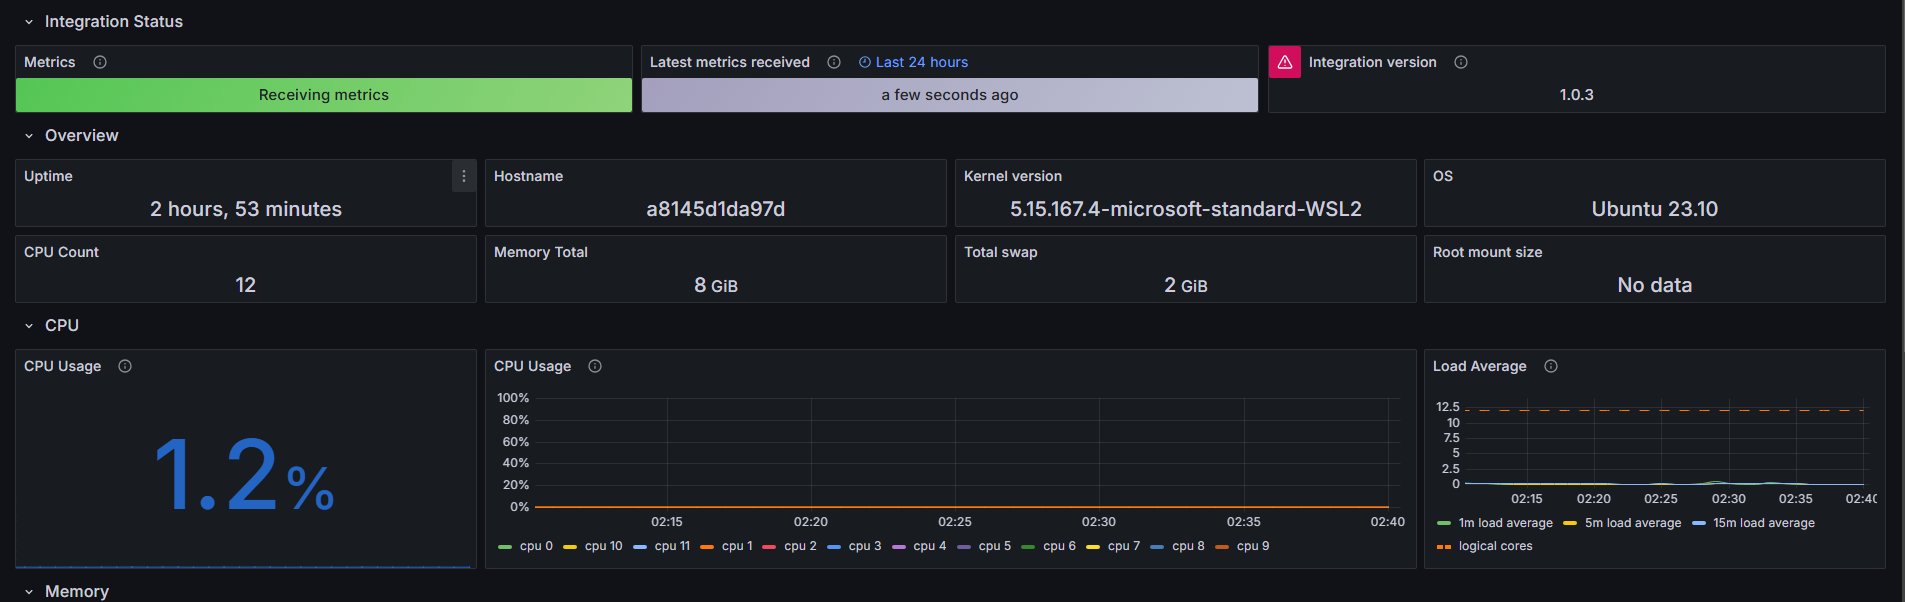 Integration Status
Metrics
Receiving metrics
Latest metrics received Last 24 hours
a few seconds ago
Integration version
1.0.3
Overview
Uptime
2 hours, 53 minutes
Hostname
a8145d1da97d
Kernel version
5.15.167.4-microsoft-standard-WSL2
OS
Ubuntu 23.10
CPU Count
12
Memory Total
8 GiB
Total swap
2 GiB
Root mount size
No data
CPU
CPU Usage
1.2%
CPU Usage
100%
80%
60%
40%
20%
0%
02:15 02:20 02:25 02:30 02:35 02:40
cpu 0 cpu 10 cpu 11 cpu 1 cpu 2 cpu 3 cpu 4 cpu 5 cpu 6 cpu 7 cpu 8 cpu 9
Load Average
12.5
10
7.5
5
2.5
0
02:15 02:20 02:25 02:30 02:35 02:40
1m load average 5m load average 15m load average
logical cores
Memory